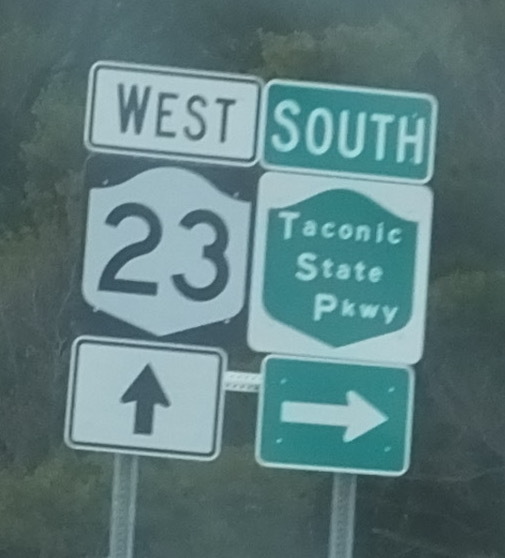 WEST
23
SOUTH
Taconic
State
Pkwy